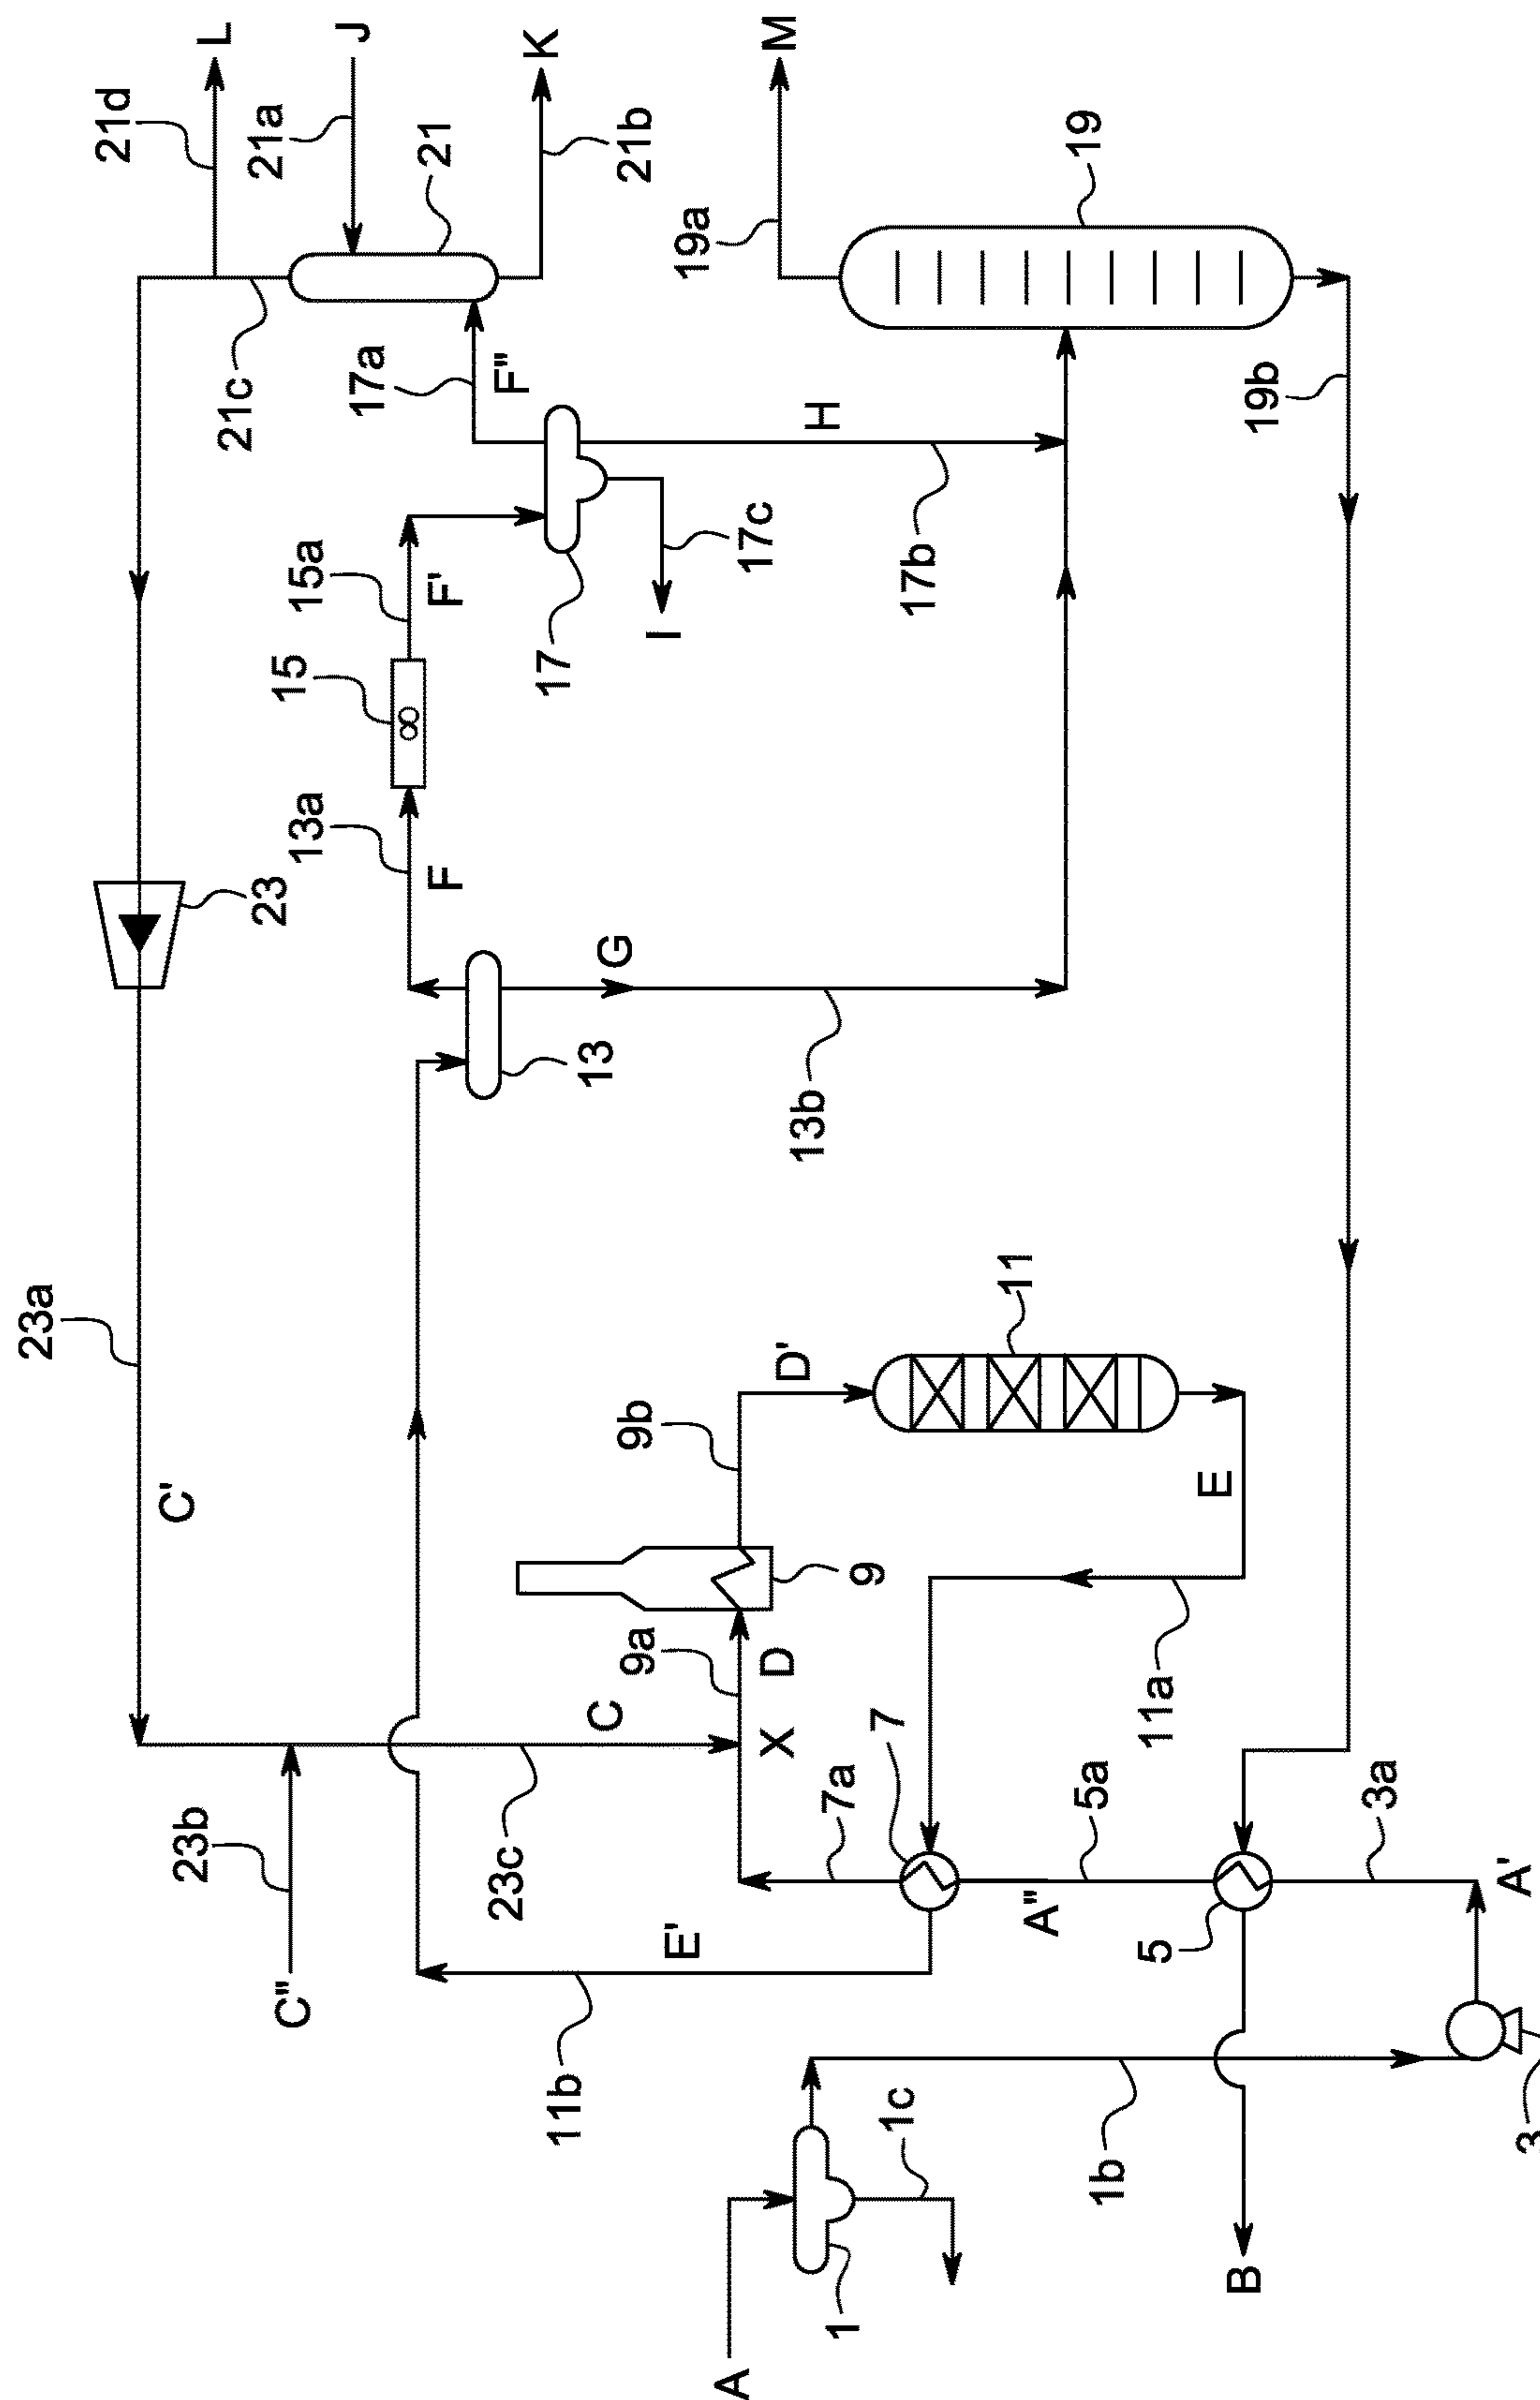 L
J
K
M
21d
21a
21
21b
19a
19
21c
17a
F"
H
19b
15a
F'
17c
17b
15
17
I
13a
F
23
G
13
13b
23a
11
D'
9b
C'
E
9
9a
D
C
X
7
11a
7a
5a
3a
23b
23c
E'
A"
A'
5
C"
11b
1c
1b
3
1
B
A